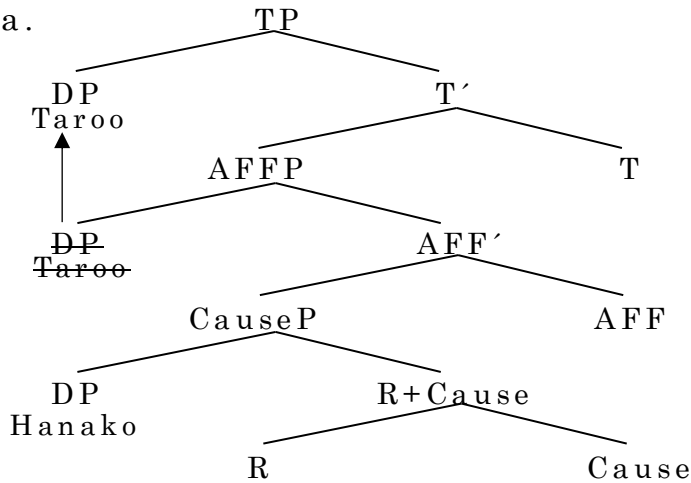 a. TP
DP T´
Taroo
AFFP T
DP AFF´
Taroo
CauseP AFF
DP R+Cause
Hanako
R Cause